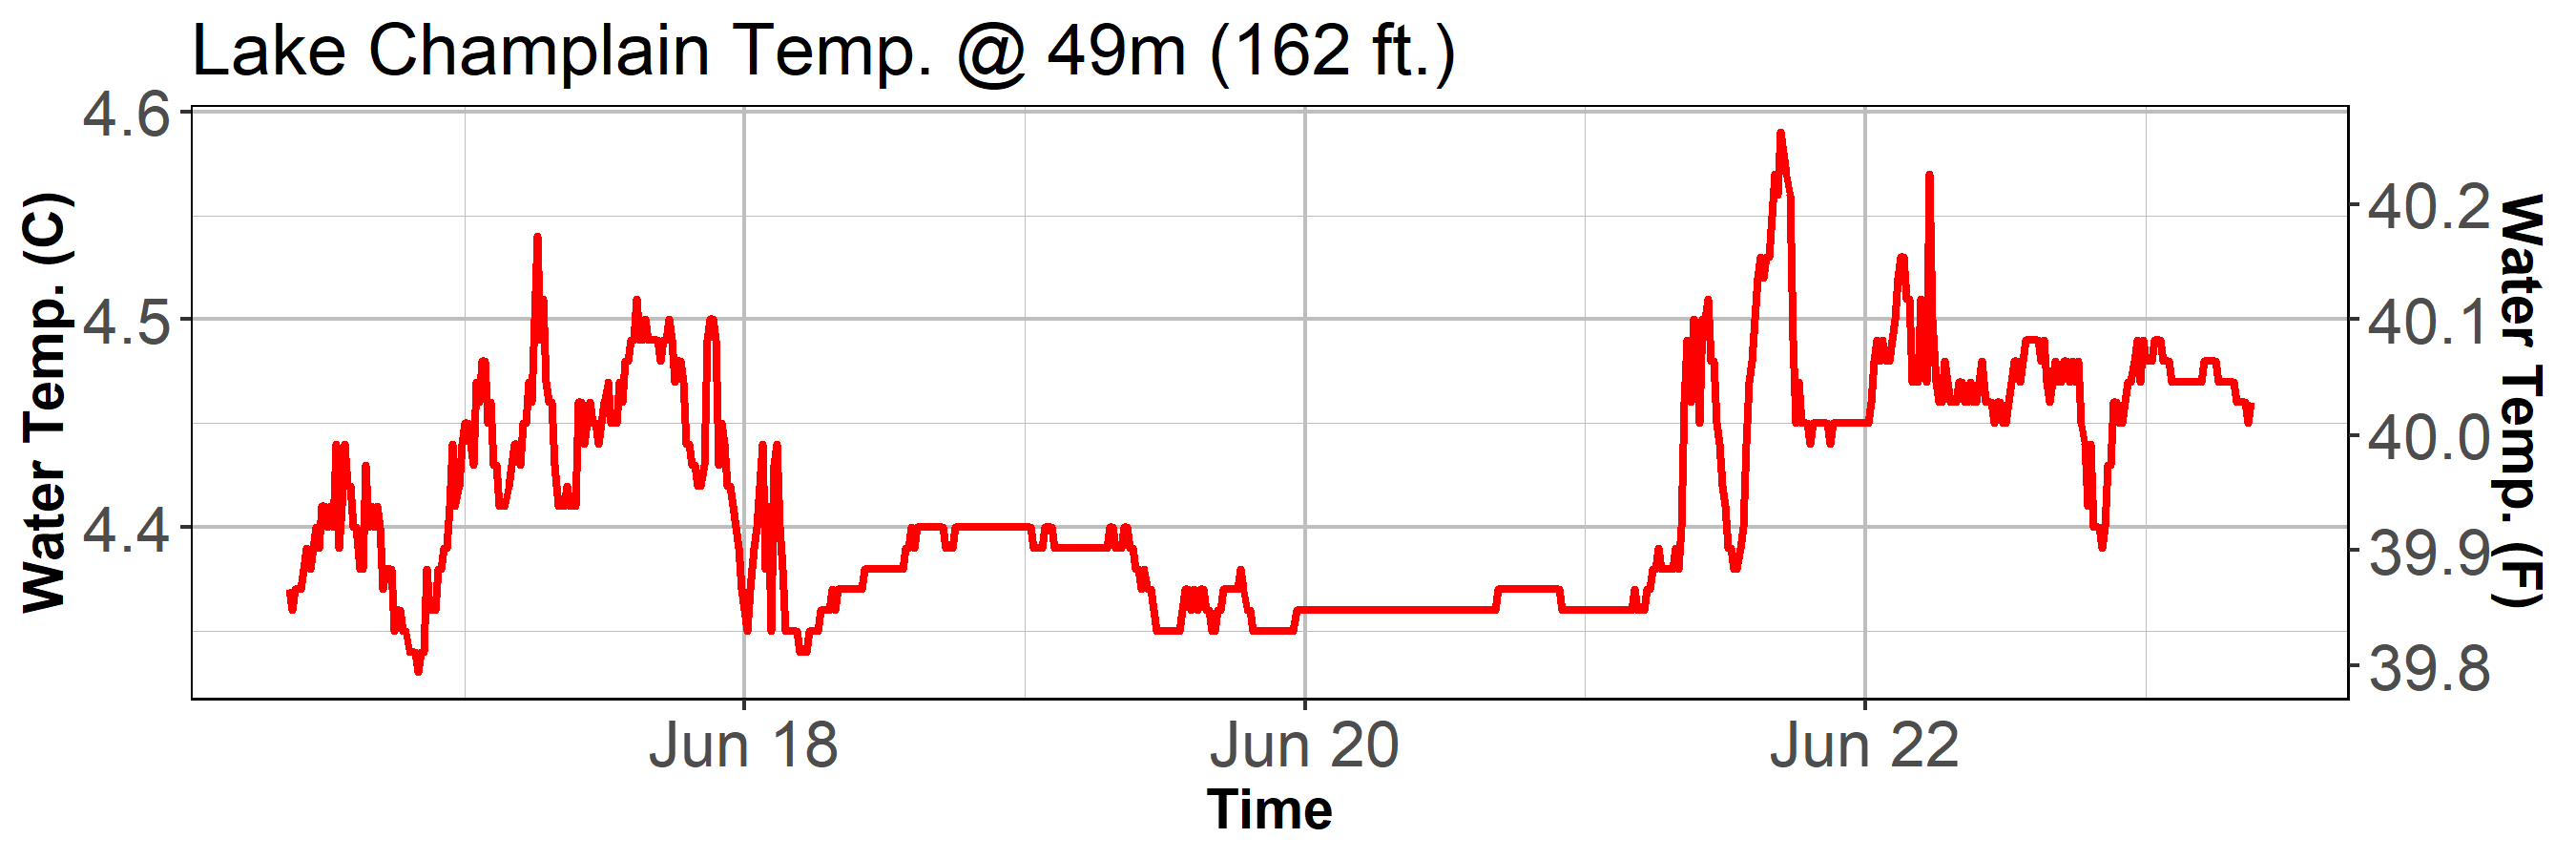 Lake Champlain Temp. @ 49m (162 ft.)
Water Temp. (C)
4.6
4.5
4.4
40.2
40.1
40.0
39.9
39.8
Water Temp. (F)
Jun 18
Jun 20
Jun 22
Time